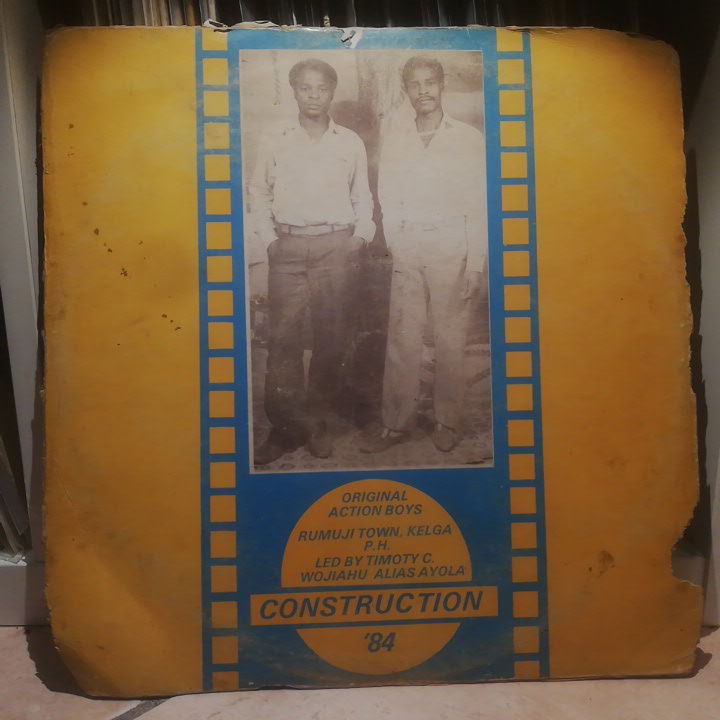 ORIGINAL
ACTION BOYS
RUMUJI TOWN, KELGA
P.H.
LED BY TIMOTY C.
WOJIAHU ALIAS AYOLA
CONSTRUCTION
'84